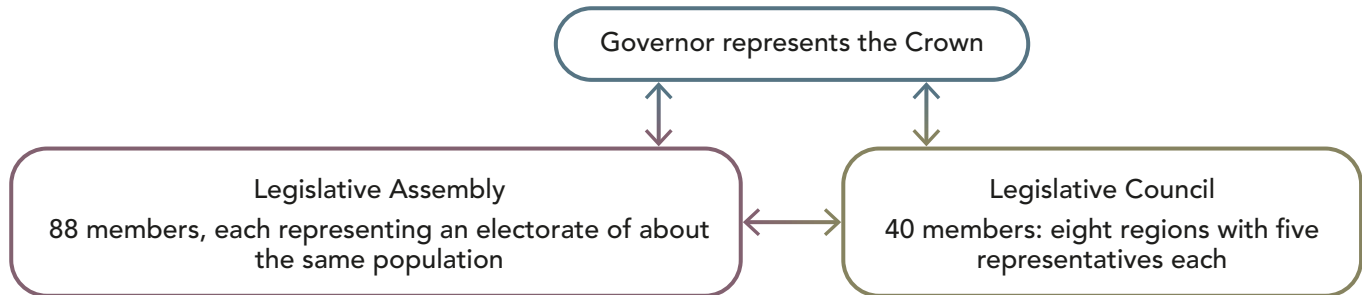 Governor represents the Crown
Legislative Assembly
88 members, each representing an electorate of about
the same population
Legislative Council
40 members: eight regions with five
representatives each